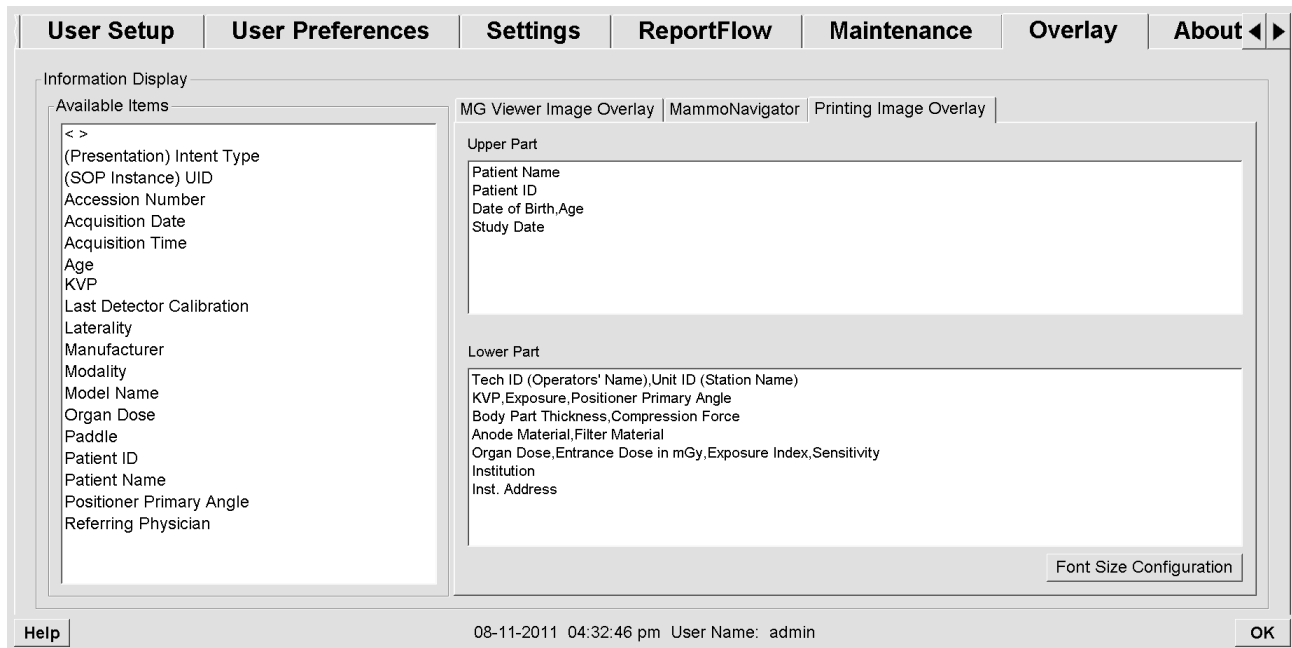 User Setup
User Preferences
Settings
ReportFlow
Maintenance
Overlay
About
Information Display
Available Items
< >
(Presentation) Intent Type
(SOP Instance) UID
Accession Number
Acquisition Date
Acquisition Time
Age
KVP
Last Detector Calibration
Laterality
Manufacturer
Modality
Model Name
Organ Dose
Paddle
Patient ID
Patient Name
Positioner Primary Angle
Referring Physician
MG Viewer Image Overlay
MammoNavigator
Printing Image Overlay
Upper Part
Patient Name
Patient ID
Date of Birth,Age
Study Date
Lower Part
Tech ID (Operators' Name),Unit ID (Station Name)
KVP,Exposure,Positioner Primary Angle
Body Part Thickness,Compression Force
Anode Material,Filter Material
Organ Dose,Entrance Dose in mGy,Exposure Index,Sensitivity
Institution
Inst. Address
Font Size Configuration
Help
08-11-2011 04:32:46 pm User Name: admin
OK